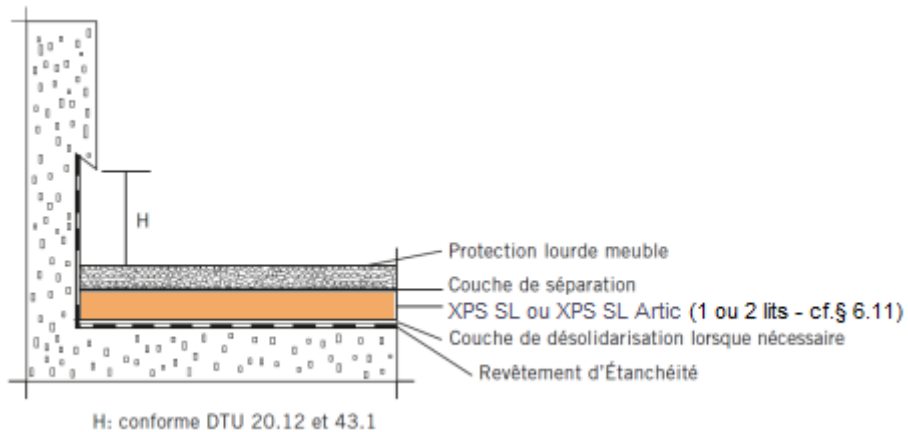 H
Protection lourde meuble
Couche de séparation
XPS SL ou XPS SL Artic (1 ou 2 lits - cf.§ 6.11)
Couche de désolidarisation lorsque nécessaire
Revêtement d'Étanchéité
H: conforme DTU 20.12 et 43.1